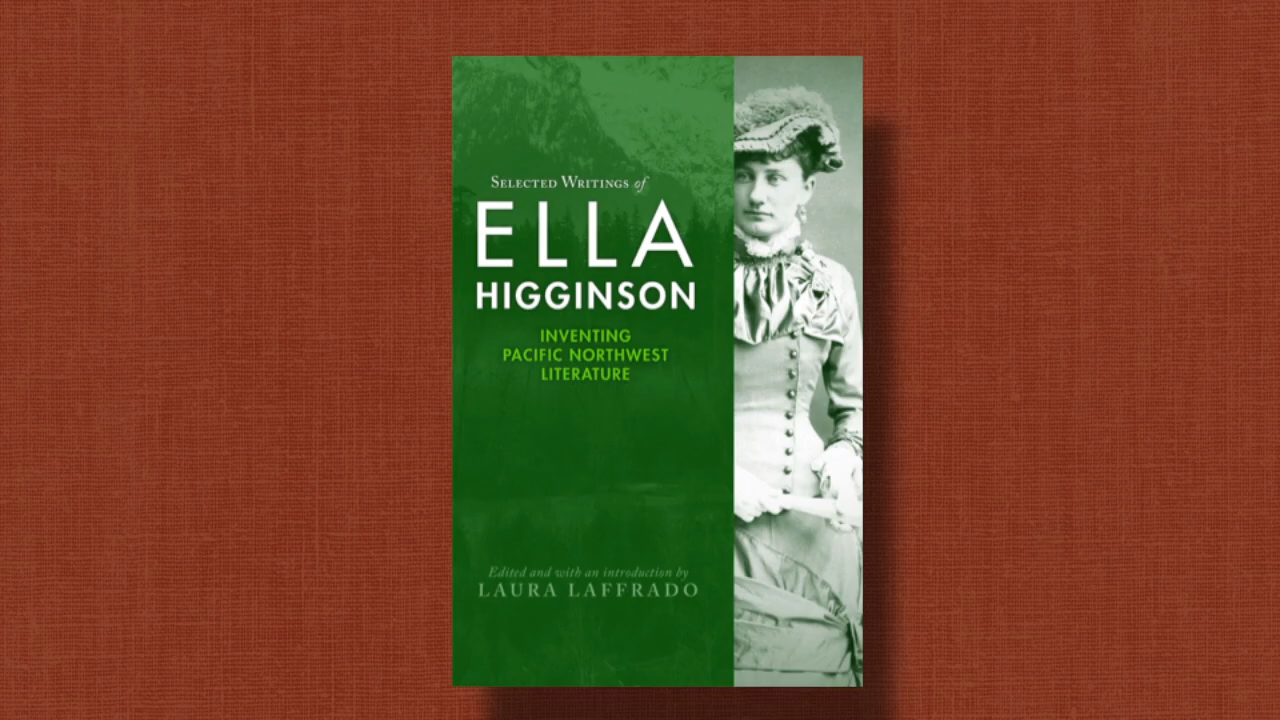 Selected Writings of
ELLA
HIGGINSON
INVENTING
PACIFIC NORTHWEST
LITERATURE
Edited and with an introduction by
LAURA LAFFRADO